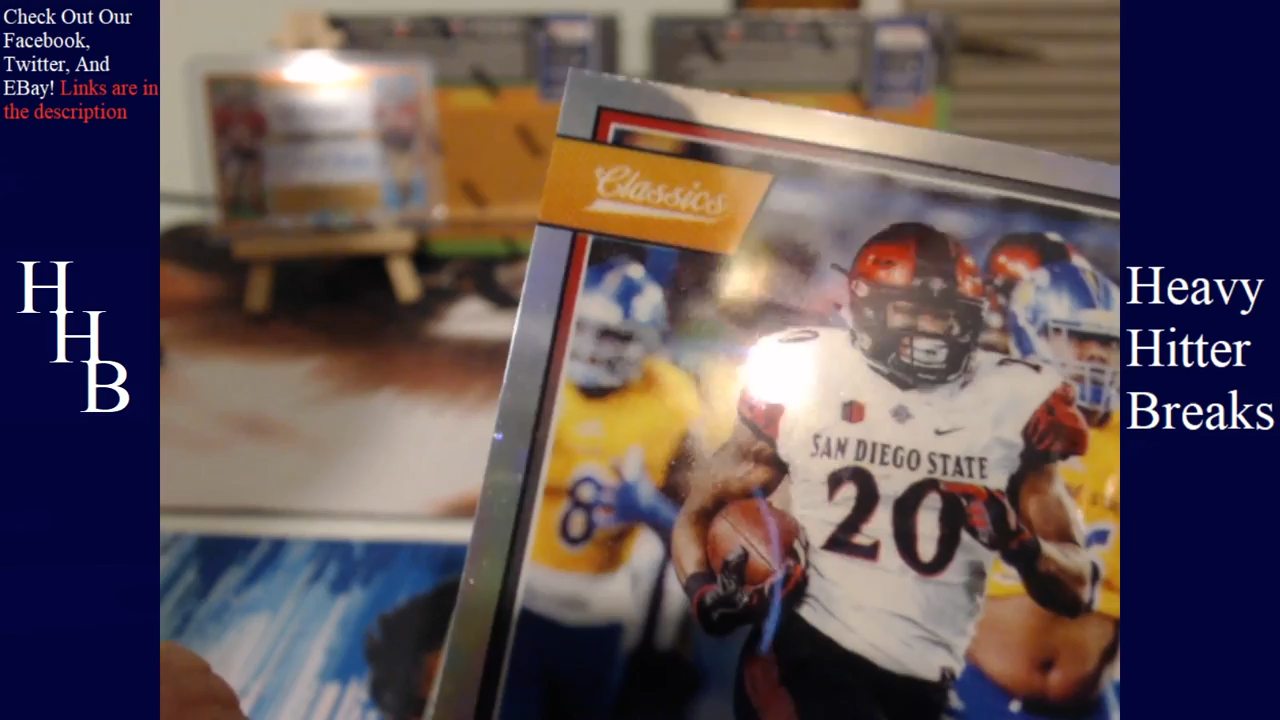 Check Out Our
Facebook,
Twitter, And
EBay! Links are in
the description
H
H
B
Classics
SAN DIEGO STATE
20
8
Heavy
Hitter
Breaks